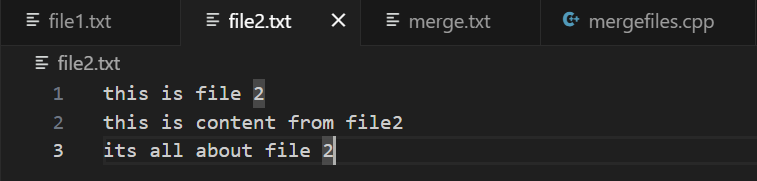 file1.txt file2.txt merge.txt mergefiles.cpp
file2.txt
1 this is file 2
2 this is content from file2
3 its all about file 2